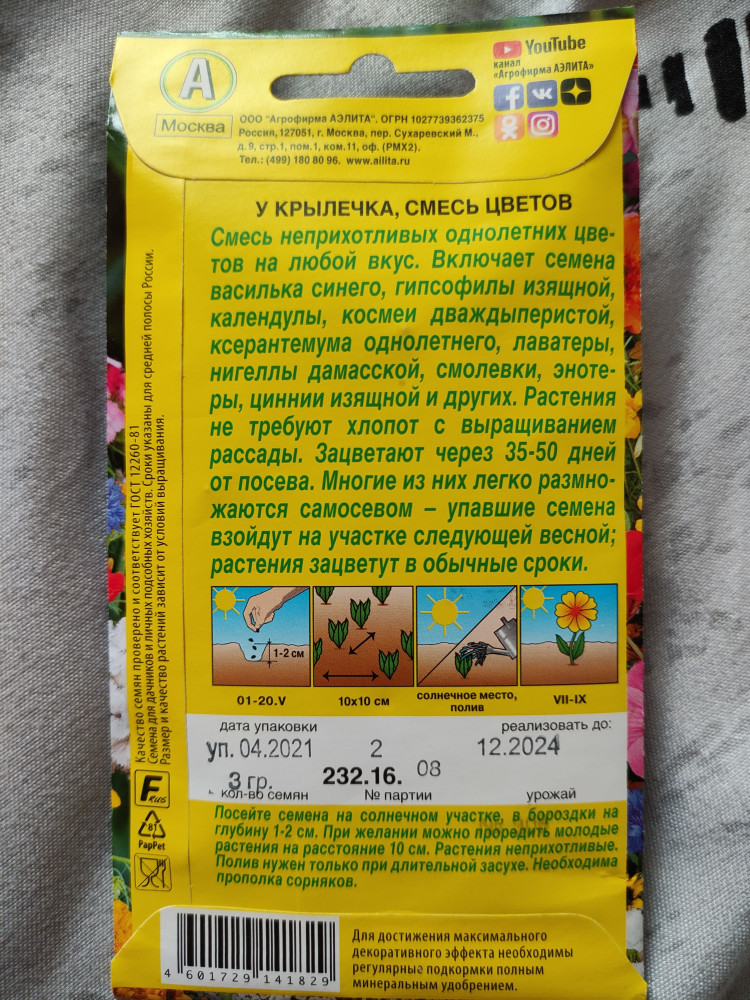 YouTube
канал
«Агрофирма АЭЛИТА»
А
Москва
ООО "Агрофирма АЭЛИТА". ОГРН 1027739362375
Россия,127051, г. Москва, пер. Сухаревский М.,
д.9, стр.1, пом.1, ком.11, оф. (РМХ2).
Тел.: (499) 180 80 96. www.ailita.ru
У КРЫЛЕЧКА, СМЕСЬ ЦВЕТОВ
Смесь неприхотливых однолетних цве-
тов на любой вкус. Включает семена
василька синего, гипсофилы изящной,
календулы, космеи дваждыперистой,
ксерантемума однолетнего, лаватеры,
нигеллы дамасской, смолевки, эноте-
ры, циннии изящной и других. Растения
не требуют хлопот с выращиванием
рассады. Зацветают через 35-50 дней
от посева. Многие из них легко размно-
жаются самосевом – упавшие семена
взойдут на участке следующей весной;
растения зацветут в обычные сроки.
Качество семян проверено и соответствует ГОСТ 12260-81
Семена для дачников и личных подсобных хозяйств. Сроки указаны для средней полосы России.
Размер и качество растений зависит от условий выращивания.
1-2 см
01-20.V
10х10 см
солнечное место,
полив
VII-IX
дата упаковки
реализовать до:
уп. 04.2021 2 12.2024
3 гр. 232.16. 08
кол-во семян
№ партии
урожай
F RUS
81
PapPet
Посейте семена на солнечном участке, в бороздки на
глубину 1-2 см. При желании можно проредить молодые
растения на расстояние 10 см. Растения неприхотливые.
Полив нужен только при длительной засухе. Необходима
прополка сорняков.
4 601729 141829
Для достижения максимального
декоративного эффекта необходимы
регулярные подкормки полным
минеральным удобрением.